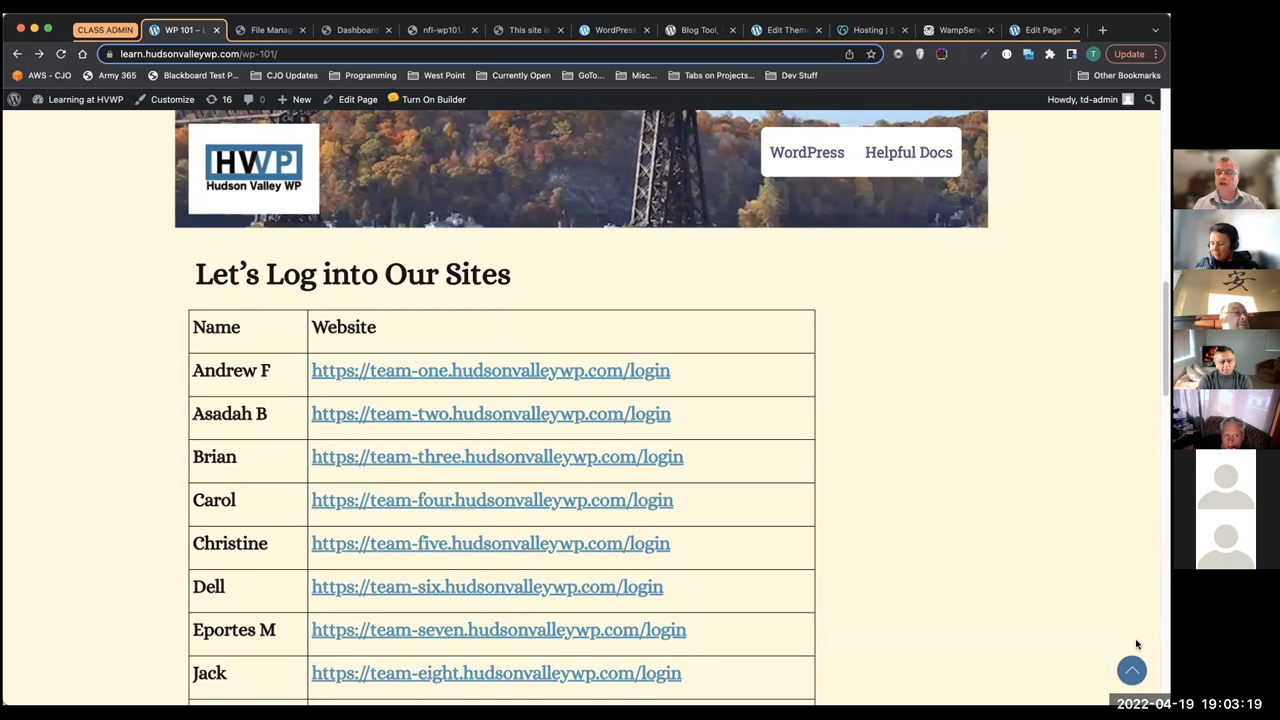 CLASS ADMIN
WP 101 – L
File Manag
Dashboard
nfl-wp101.
This site is
WordPress
Blog Tool,
Edit Them
Hosting | S
WampServ
Edit Page "
learn.hudsonvalleywp.com/wp-101/
T
Update
AWS - CJO
Army 365
Blackboard Test P...
CJO Updates
Programming
West Point
Currently Open
GoTo...
Misc...
Tabs on Projects...
Dev Stuff
Other Bookmarks
Learning at HVWP
Customize
16
0
New
Edit Page
Turn On Builder
Howdy, td-admin
HWP
Hudson Valley WP
WordPress
Helpful Docs
Let’s Log into Our Sites
Name Website
Andrew F https://team-one.hudsonvalleywp.com/login
Asadah B https://team-two.hudsonvalleywp.com/login
Brian https://team-three.hudsonvalleywp.com/login
Carol https://team-four.hudsonvalleywp.com/login
Christine https://team-five.hudsonvalleywp.com/login
Dell https://team-six.hudsonvalleywp.com/login
Eportes M https://team-seven.hudsonvalleywp.com/login
Jack https://team-eight.hudsonvalleywp.com/login
安
2022-04-19 19:03:19